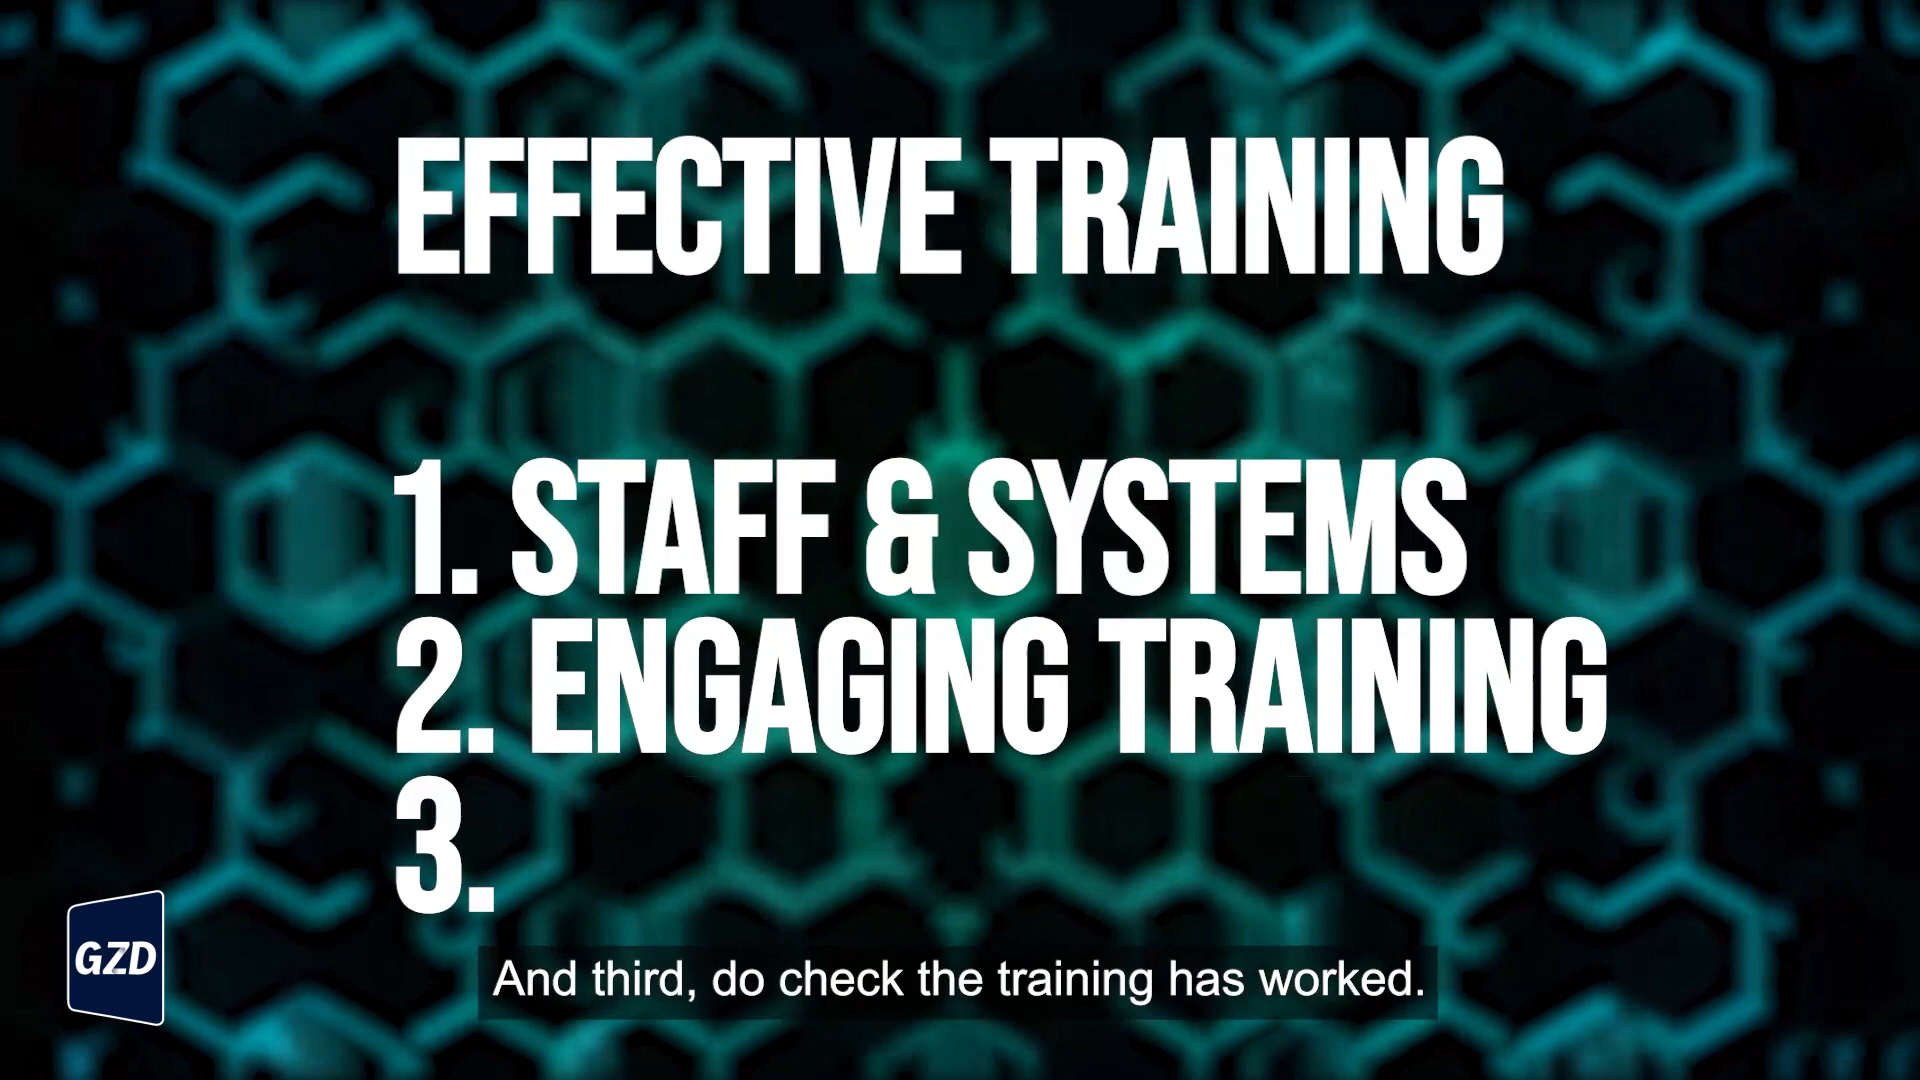 EFFECTIVE TRAINING
1. STAFF & SYSTEMS
2. ENGAGING TRAINING
3.
GZD
And third, do check the training has worked.